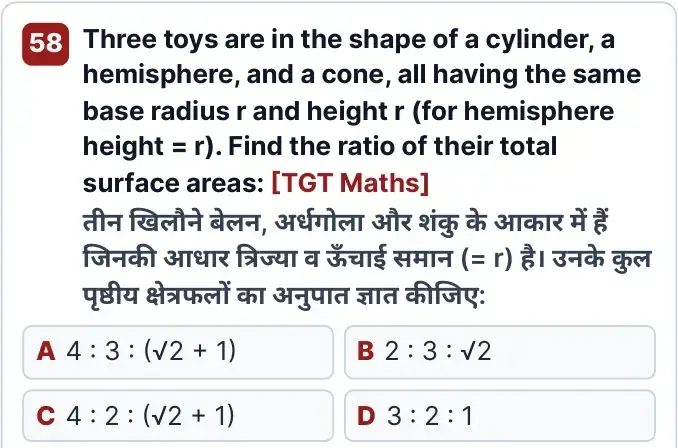 58 Three toys are in the shape of a cylinder, a
hemisphere, and a cone, all having the same
base radius r and height r (for hemisphere
height = r). Find the ratio of their total
surface areas: [TGT Maths]
तीन खिलौने बेलन, अर्धगोला और शंकु के आकार में हैं
जिनकी आधार त्रिज्या व ऊँचाई समान (= r) है। उनके कुल
पृष्ठीय क्षेत्रफलों का अनुपात ज्ञात कीजिए:
A 4 : 3 : (√2 + 1)
B 2 : 3 : √2
C 4 : 2 : (√2 + 1)
D 3 : 2 : 1